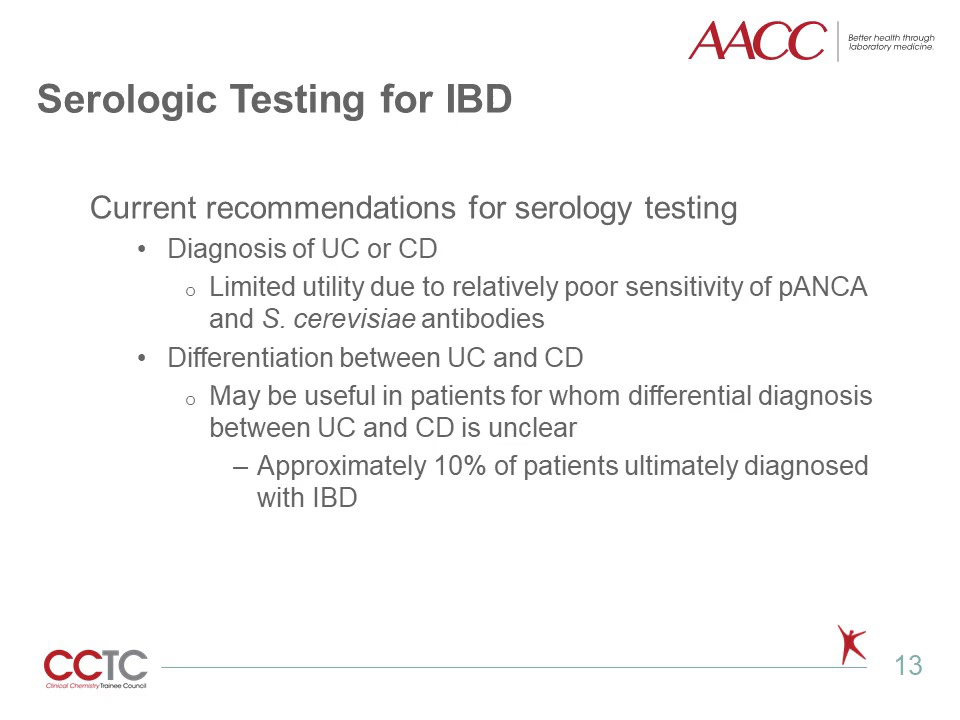 AACC
Better health through
laboratory medicine.
Serologic Testing for IBD
Current recommendations for serology testing
• Diagnosis of UC or CD
o Limited utility due to relatively poor sensitivity of pANCA
and S. cerevisiae antibodies
• Differentiation between UC and CD
o May be useful in patients for whom differential diagnosis
between UC and CD is unclear
– Approximately 10% of patients ultimately diagnosed
with IBD
CCTC
Clinical Chemistry Trainee Council
13